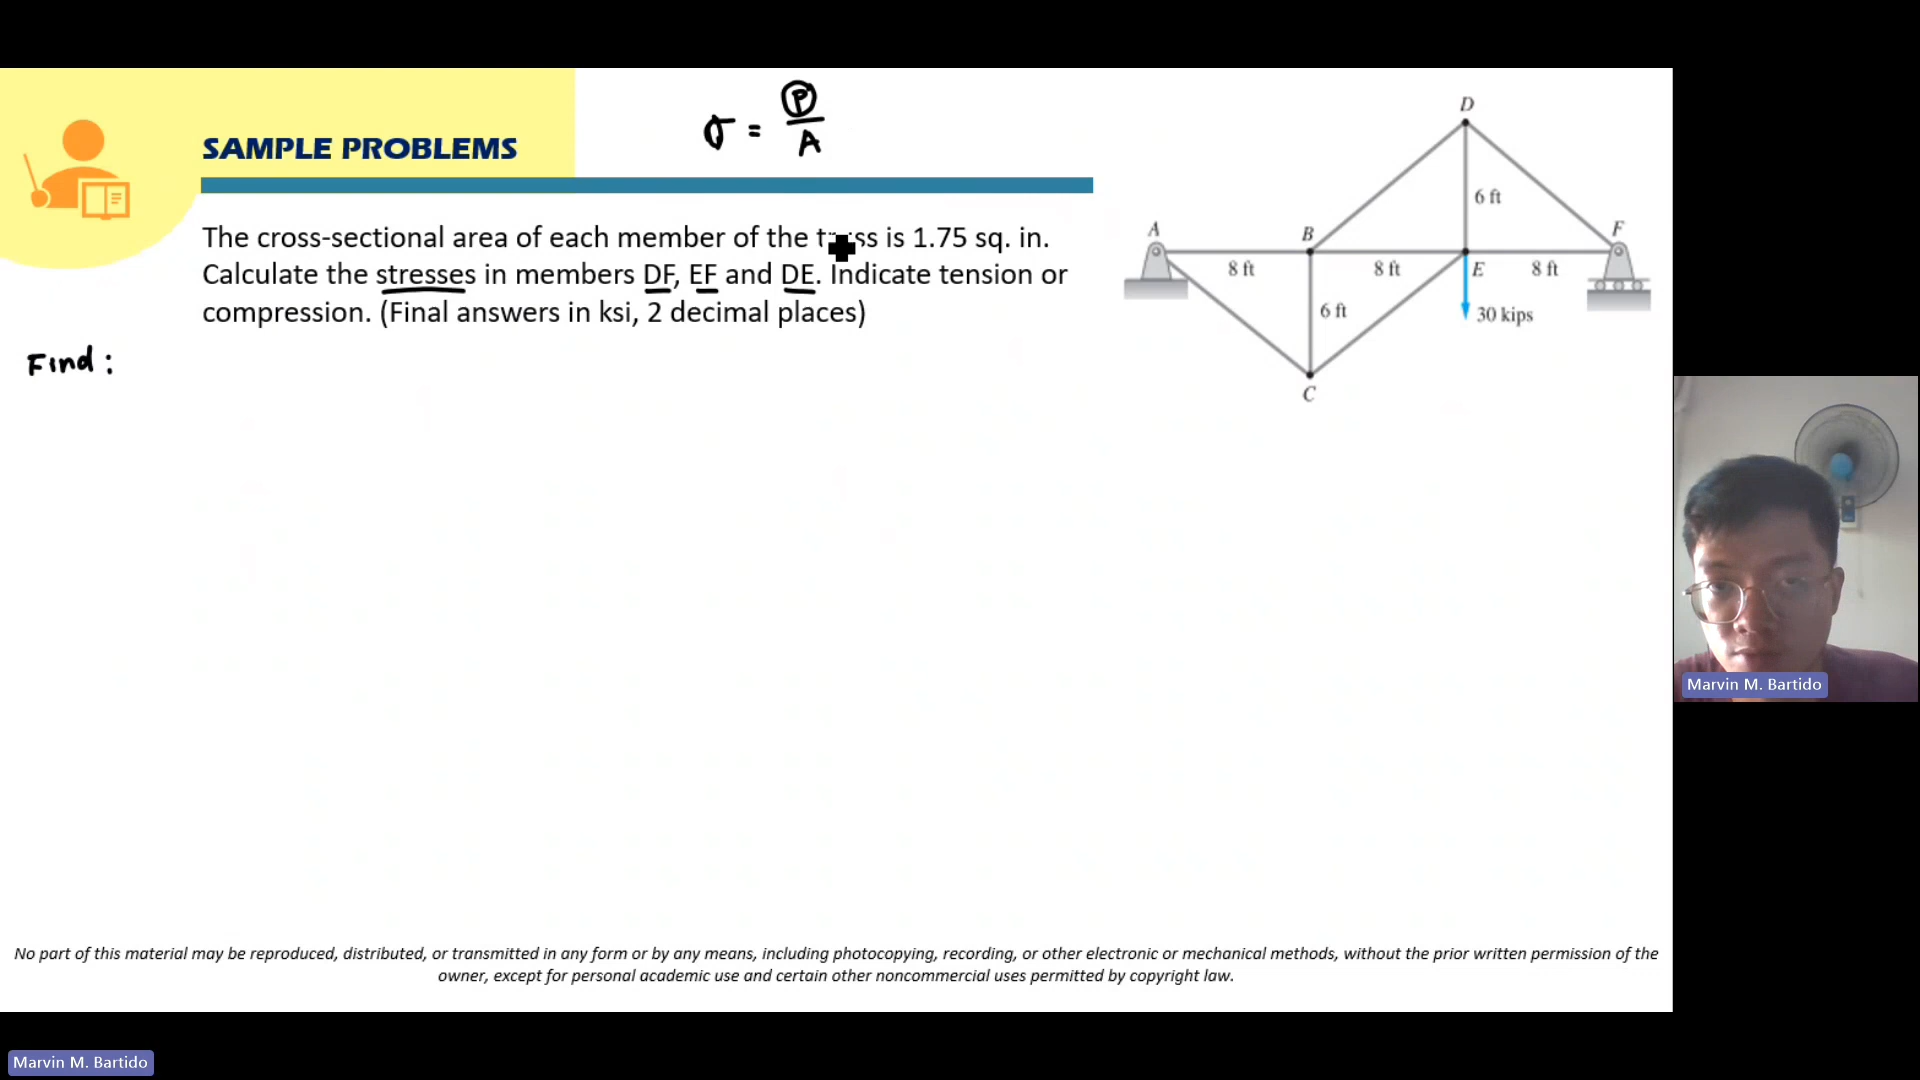 σ = P
A
SAMPLE PROBLEMS
The cross-sectional area of each member of the truss is 1.75 sq. in.
Calculate the stresses in members DF, EF and DE. Indicate tension or
compression. (Final answers in ksi, 2 decimal places)
Find :
D
6 ft
A
B
F
8 ft
8 ft
E
8 ft
6 ft
30 kips
C
No part of this material may be reproduced, distributed, or transmitted in any form or by any means, including photocopying, recording, or other electronic or mechanical methods, without the prior written permission of the
owner, except for personal academic use and certain other noncommercial uses permitted by copyright law.
Marvin M. Bartido
Marvin M. Bartido